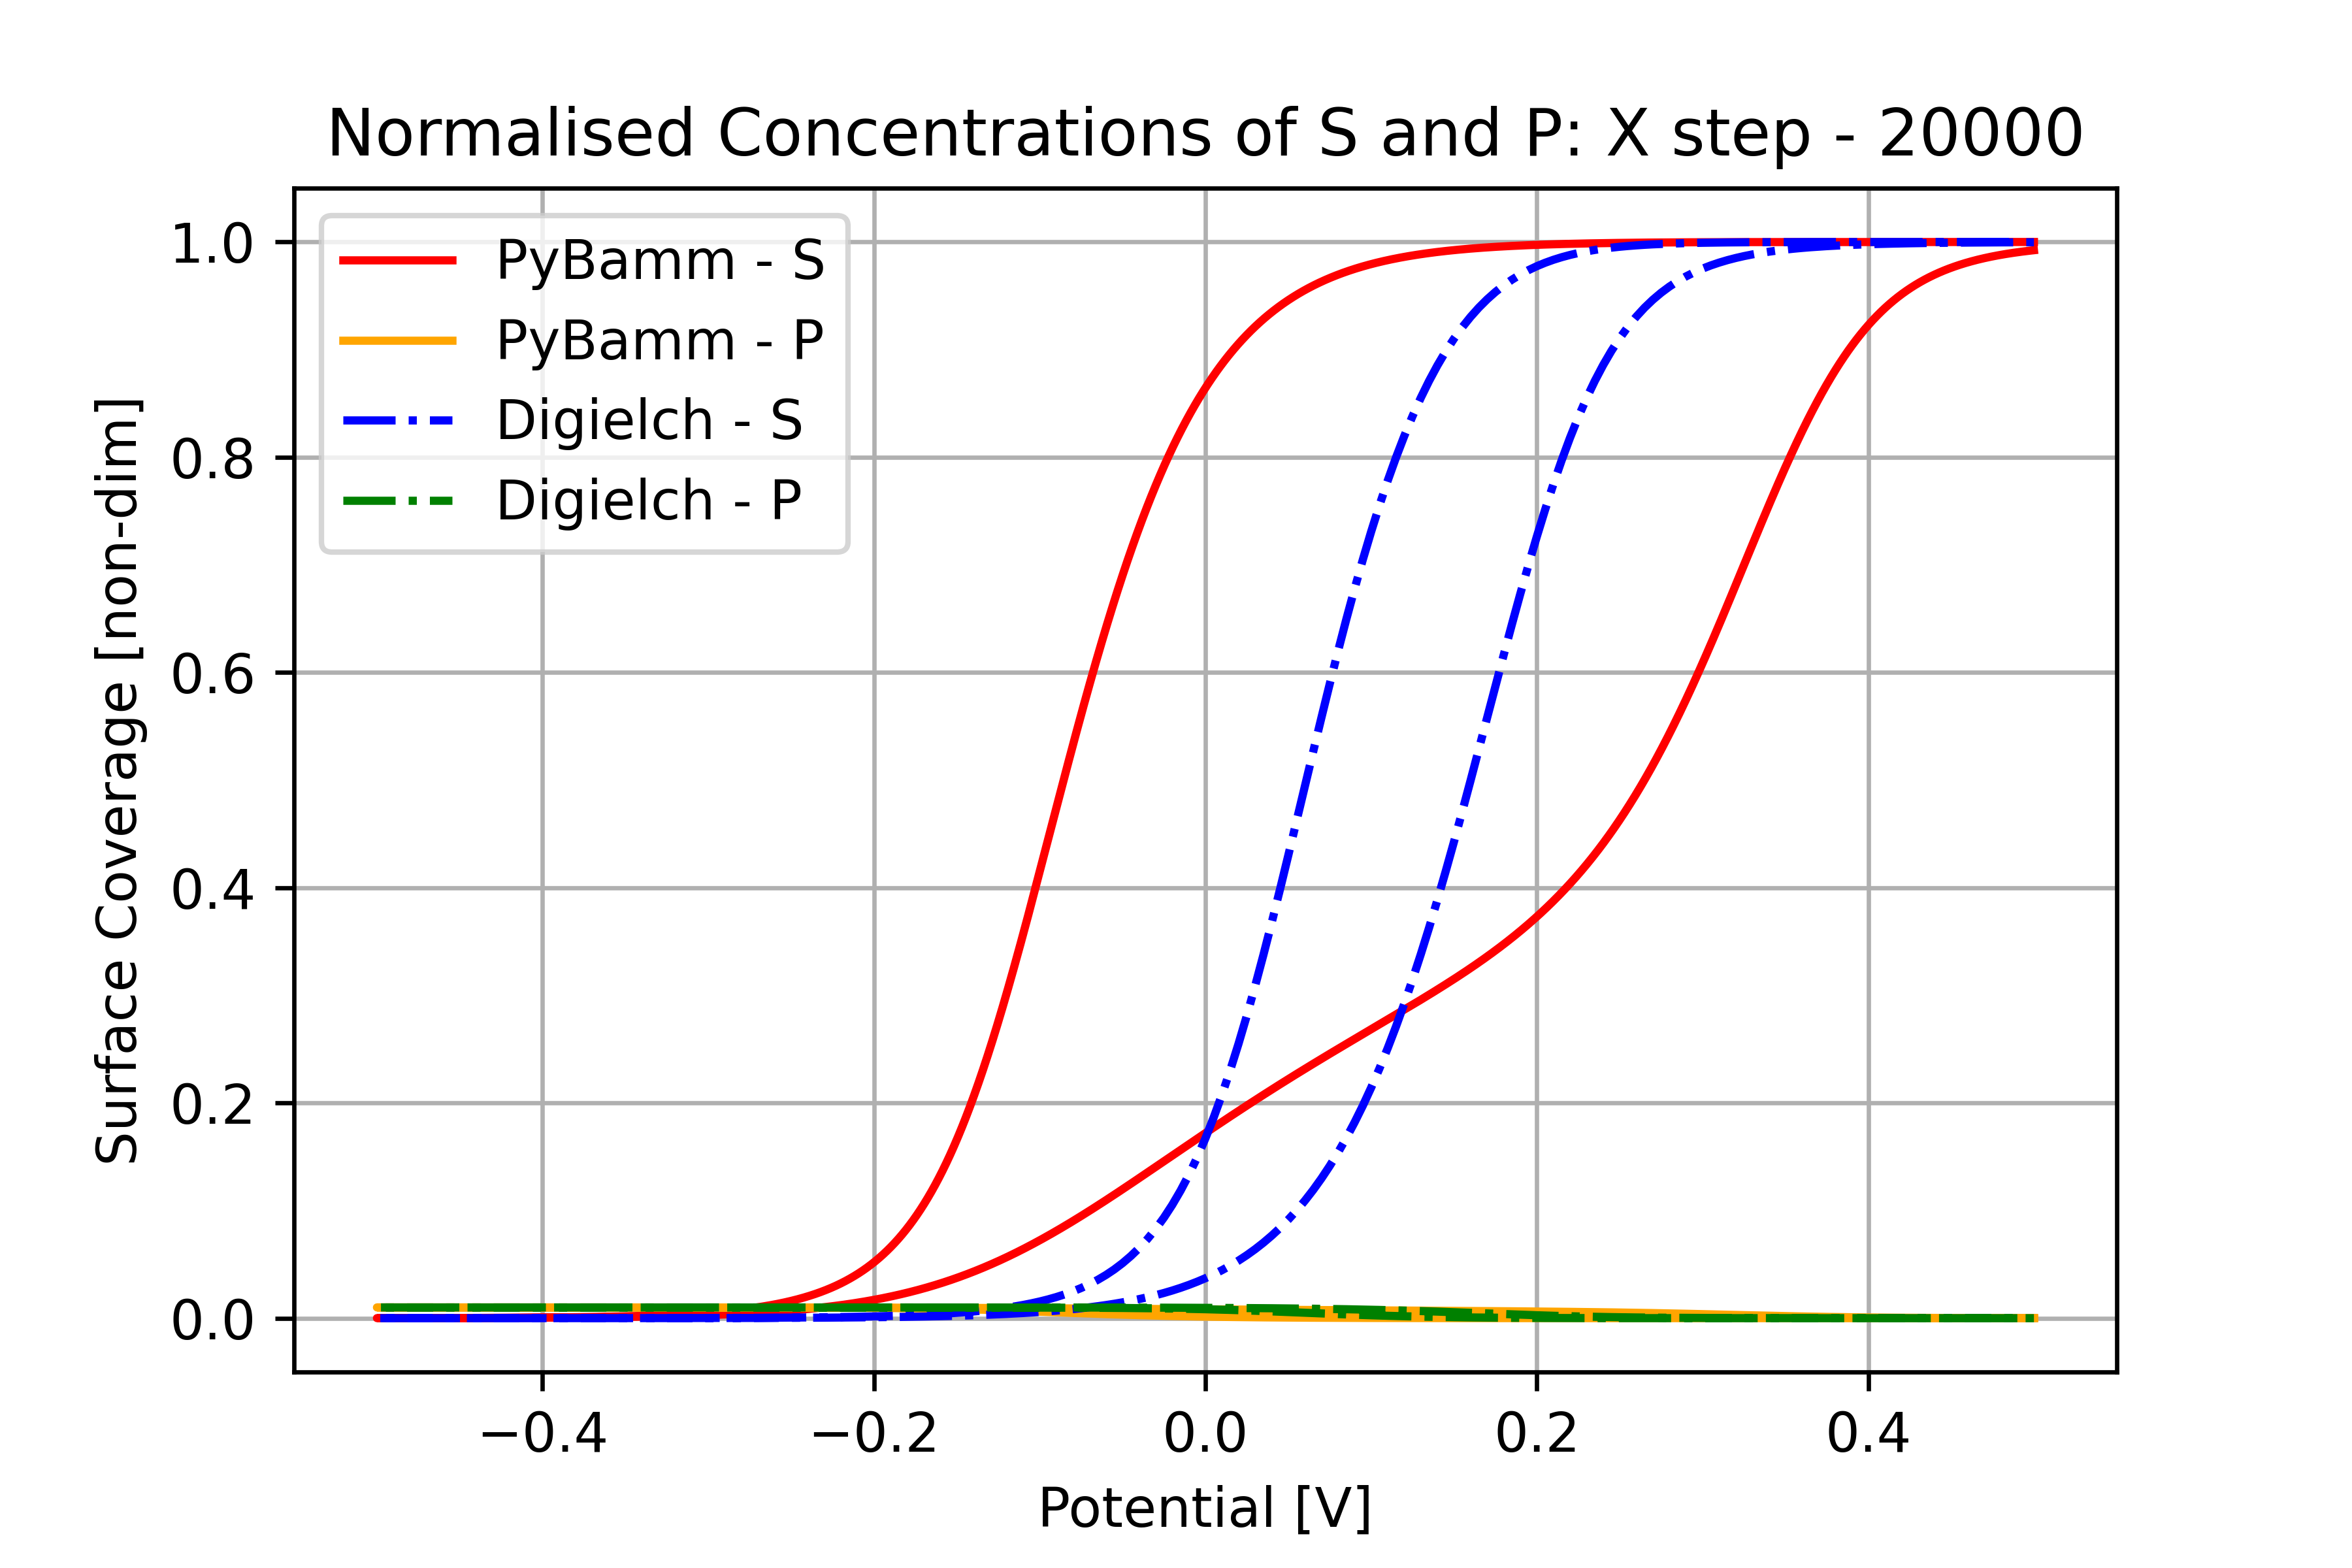 Normalised Concentrations of S and P: X step - 20000
PyBamm - S
PyBamm - P
Digielch - S
Digielch - P
Surface Coverage [non-dim]
1.0
0.8
0.6
0.4
0.2
0.0
−0.4
−0.2
0.0
0.2
0.4
Potential [V]